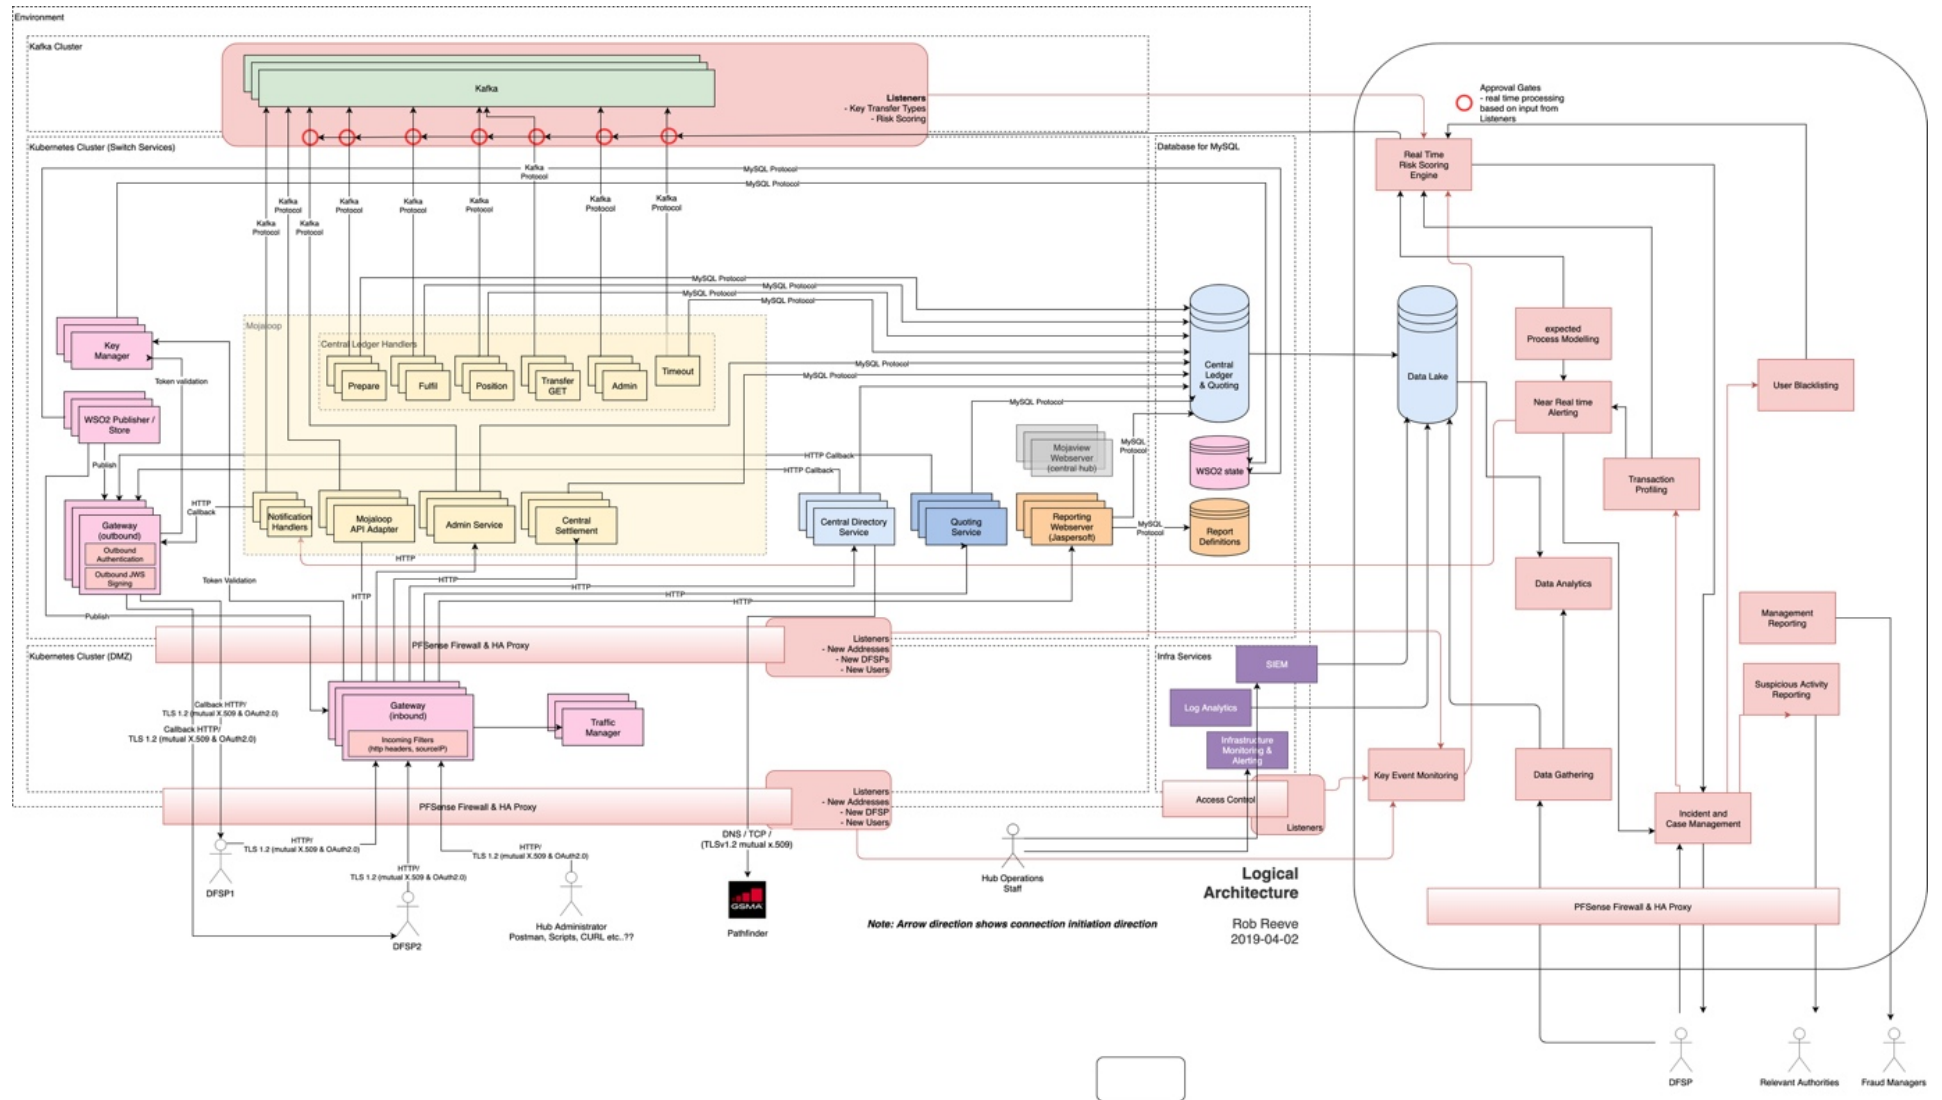 Environment
Kafka Cluster
Kafka
Listeners
- Key Transfer Types
- Risk Scoring
Approval Gates
- real time processing
based on input from
Listeners
Kubernetes Cluster (Switch Services)
Database for MySQL
Real Time
Risk Scoring
Engine
MySQL Protocol
MySQL Protocol
Kafka
Protocol
Kafka
Protocol
Kafka
Protocol
Kafka
Protocol
Kafka
Protocol
Kafka
Protocol
Kafka
Protocol
Kafka
Protocol
Kafka
Protocol
MySQL Protocol
MySQL Protocol
MySQL Protocol
MySQL Protocol
Mojaloop
Central Ledger Handlers
Prepare
Fulfil
Position
Transfer
GET
Admin
Timeout
MySQL Protocol
MySQL Protocol
MySQL Protocol
Key
Manager
Token validation
WSO2 Publisher /
Store
Publish
Central
Ledger
& Quoting
Data Lake
expected
Process Modelling
Near Real time
Alerting
User Blacklisting
Transaction
Profiling
Mojaview
Webserver
(central hub)
MySQL
Protocol
WSO2 state
HTTP Callback
HTTP Callback
HTTP
Callback
Gateway
(outbound)
Outbound
Authentication
Outbound JWS
Signing
Notification
Handlers
Mojaloop
API Adapter
Admin Service
Central
Settlement
Central Directory
Service
Quoting
Service
Reporting
Webserver
(Jaspersoft)
MySQL
Protocol
Report
Definitions
HTTP
HTTP
HTTP
HTTP
HTTP
HTTP
Token Validation
Publish
Data Analytics
Management
Reporting
Suspicious Activity
Reporting
PFSense Firewall & HA Proxy
Listeners
- New Addresses
- New DFSPs
- New Users
Kubernetes Cluster (DMZ)
Infra Services
SIEM
Log Analytics
Infrastructure
Monitoring &
Alerting
Gateway
(inbound)
Incoming Filters
(http headers, sourceIP)
Traffic
Manager
Callback HTTP/
TLS 1.2 (mutual X.509 & OAuth2.0)
Callback HTTP/
TLS 1.2 (mutual X.509 & OAuth2.0)
Key Event Monitoring
Data Gathering
Incident and
Case Management
PFSense Firewall & HA Proxy
Listeners
- New Addresses
- New DFSP
- New Users
Access Control
Listeners
HTTP/
TLS 1.2 (mutual X.509 & OAuth2.0)
HTTP/
TLS 1.2 (mutual X.509 & OAuth2.0)
HTTP/
TLS 1.2 (mutual X.509 & OAuth2.0)
DNS / TCP /
(TLSv1.2 mutual x.509)
DFSP1
DFSP2
Hub Administrator
Postman, Scripts, CURL etc..??
GSMA
Pathfinder
Hub Operations
Staff
Logical
Architecture
Note: Arrow direction shows connection initiation direction
Rob Reeve
2019-04-02
PFSense Firewall & HA Proxy
DFSP
Relevant Authorities
Fraud Managers